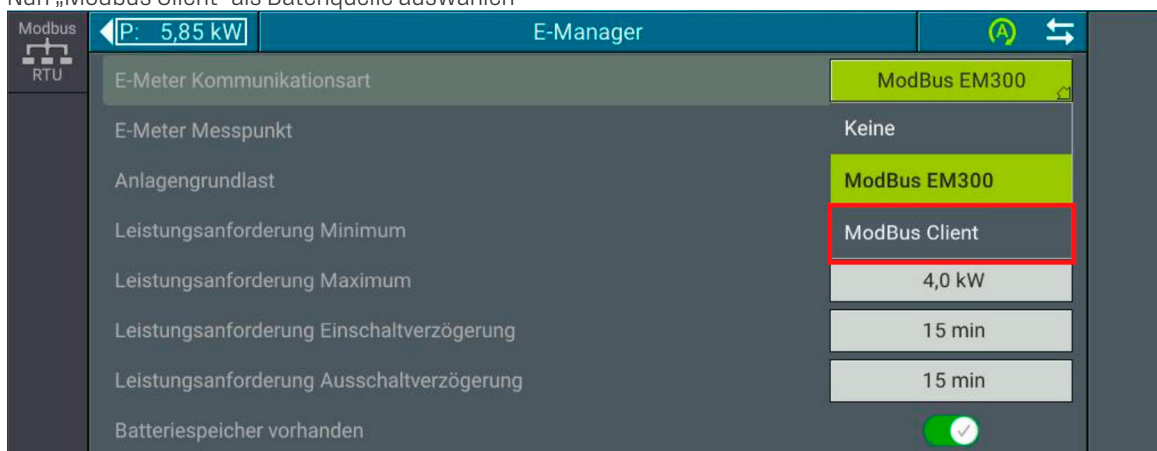 Nun „Modbus Client" als Datenquelle auswählen
Modbus
RTU
P: 5,85 kW
E-Manager
A
E-Meter Kommunikationsart
ModBus EM300
E-Meter Messpunkt
Keine
Anlagengrundlast
ModBus EM300
Leistungsanforderung Minimum
ModBus Client
Leistungsanforderung Maximum
4,0 kW
Leistungsanforderung Einschaltverzögerung
15 min
Leistungsanforderung Ausschaltverzögerung
15 min
Batteriespeicher vorhanden